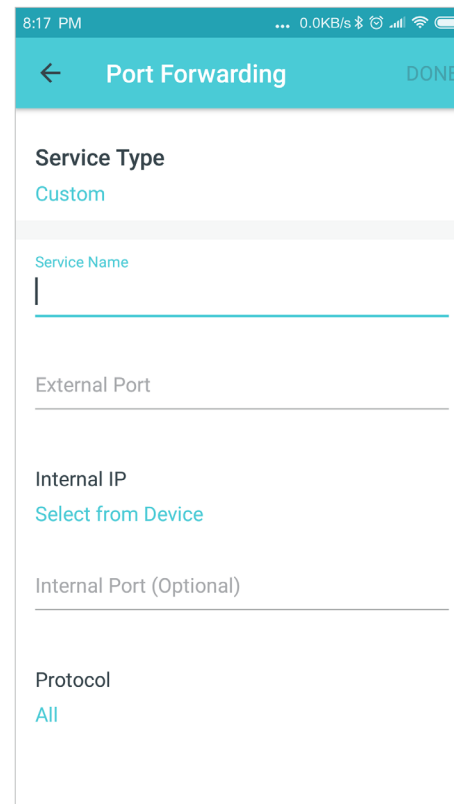 8:17 PM ... 0.0KB/s
Port Forwarding DONE
Service Type
Custom
Service Name
External Port
Internal IP
Select from Device
Internal Port (Optional)
Protocol
All